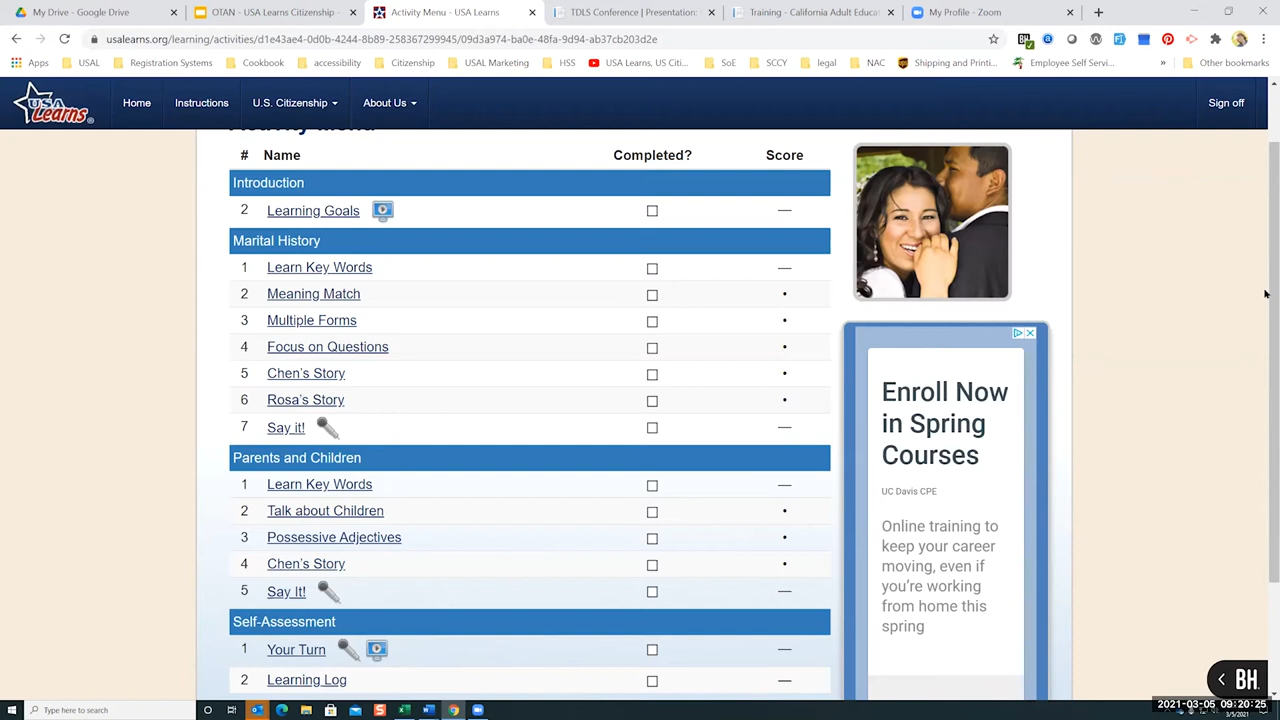 My Drive - Google Drive
OTAN - USA Learns Citizenship -
Activity Menu - USA Learns
TDLS Conference | Presentation:
Training - California Adult Educat
My Profile - Zoom
usalearns.org/learning/activities/d1e43ae4-0d0b-4244-8b89-258367299945/09d3a974-ba0e-48fa-9d94-ab37cb203d2e
BH
Apps
USAL
Registration Systems
Cookbook
accessibility
Citizenship
USAL Marketing
HSS
USA Learns, US Citi...
SoE
SCCY
legal
NAC
Shipping and Printi...
Employee Self Servi...
»
Other bookmarks
USA Learns
Home
Instructions
U.S. Citizenship
About Us
Sign off
Activity Menu
# Name Completed? Score
Introduction
2 Learning Goals —
Marital History
1 Learn Key Words —
2 Meaning Match •
3 Multiple Forms •
4 Focus on Questions •
5 Chen's Story •
6 Rosa's Story •
7 Say it! —
Parents and Children
1 Learn Key Words —
2 Talk about Children •
3 Possessive Adjectives •
4 Chen's Story •
5 Say It! —
Self-Assessment
1 Your Turn —
2 Learning Log —
Enroll Now
in Spring
Courses
UC Davis CPE
Online training to
keep your career
moving, even if
you're working
from home this
spring
BH
Type here to search
2021-03-05 09:20:25
3/5/2021